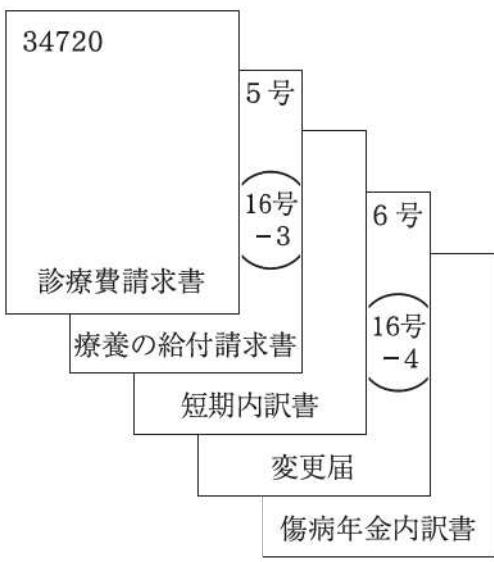 34720
診療費請求書
5号
16号
-3
療養の給付請求書
短期内訳書
6号
16号
-4
変更届
傷病年金内訳書